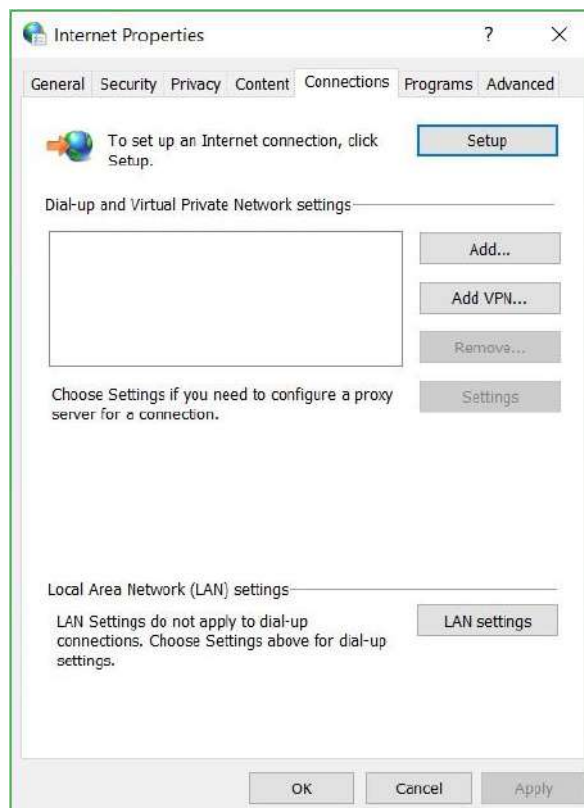 Internet Properties
?
General Security Privacy Content Connections Programs Advanced
To set up an Internet connection, click
Setup.
Setup
Dial-up and Virtual Private Network settings
Add...
Add VPN...
Remove...
Choose Settings if you need to configure a proxy
server for a connection.
Settings
Local Area Network (LAN) settings
LAN Settings do not apply to dial-up
connections. Choose Settings above for dial-up
settings.
LAN settings
OK Cancel Apply